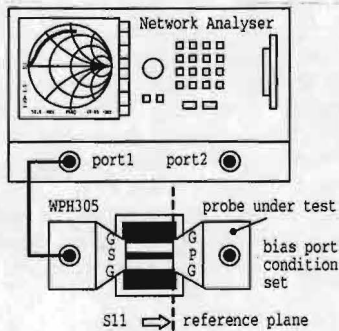 Network Analyser
port1
port2
WPH305
probe under test
G
S
G
G
P
G
bias port
condition
set
S11
reference plane